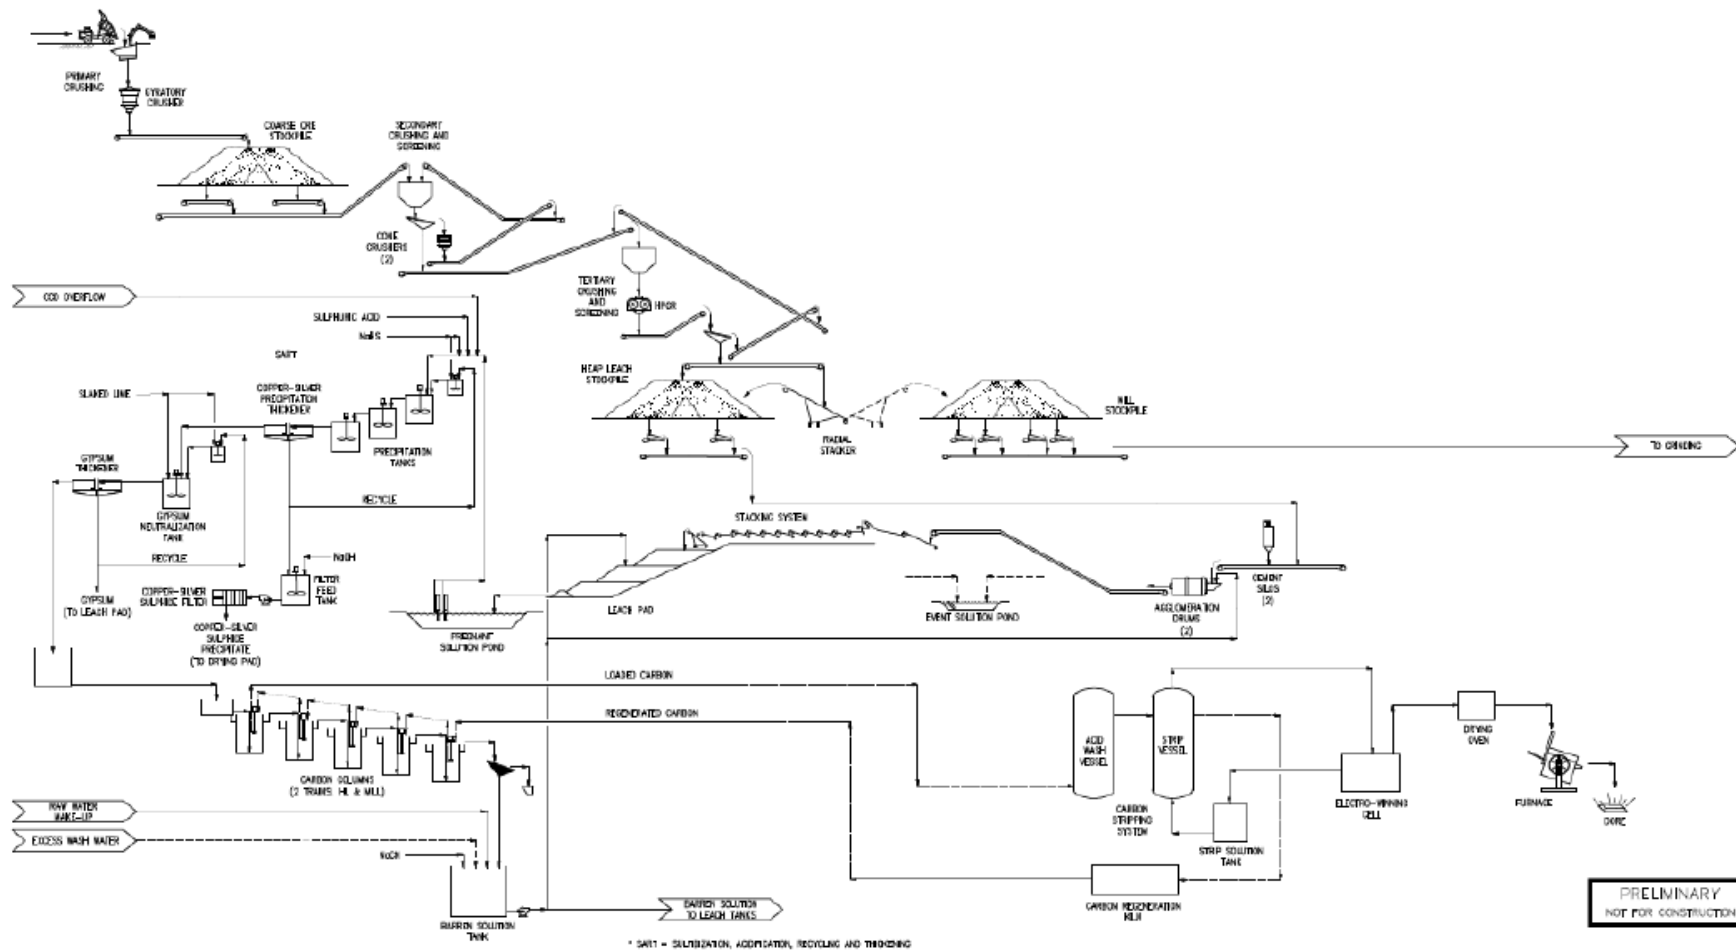 PRIMARY
CRUSHING
GYRATORY
CRUSHER
COARSE ORE
STOCKPILE
SECONDARY
CRUSHING AND
SCREENING
CONE
CRUSHERS
(2)
TERTIARY
CRUSHING
AND
SCREENING
HPGR
CCD OVERFLOW
SULPHURIC ACID
NaHS
SART
COPPER-SILVER
PRECIPITATION
THICKENER
SLAKED LIME
PRECIPITATION
TANKS
HEAP LEACH
STOCKPILE
RADIAL
STACKER
MILL
STOCKPILE
TO GRINDING
GYPSUM
THICKENER
GYPSUM
NEUTRALIZATION
TANK
RECYCLE
RECYCLE
NaOH
FILTER
FEED
TANK
GYPSUM
(TO LEACH PAD)
COPPER-SILVER
SULPHIDE FILTER
COPPER-SILVER
SULPHIDE
PRECIPITATE
(TO DRYING PAD)
STACKING SYSTEM
LEACH PAD
PREGNANT
SOLUTION POND
EVENT SOLUTION POND
AGGLOMERATION
DRUMS
(2)
CEMENT
SILOS
(2)
LOADED CARBON
REGENERATED CARBON
CARBON COLUMNS
(2 TRAINS: HL & MILL)
ACID
WASH
VESSEL
STRIP
VESSEL
CARBON
STRIPPING
SYSTEM
STRIP SOLUTION
TANK
ELECTRO-WINNING
CELL
DRYING
OVEN
FURNACE
DORE
RAW WATER
MAKE-UP
EXCESS WASH WATER
NaCN
BARREN SOLUTION
TANK
BARREN SOLUTION
TO LEACH TANKS
CARBON REGENERATION
KILN
PRELIMINARY
NOT FOR CONSTRUCTION
* SART = SULFIDIZATION, ACIDIFICATION, RECYCLING AND THICKENING